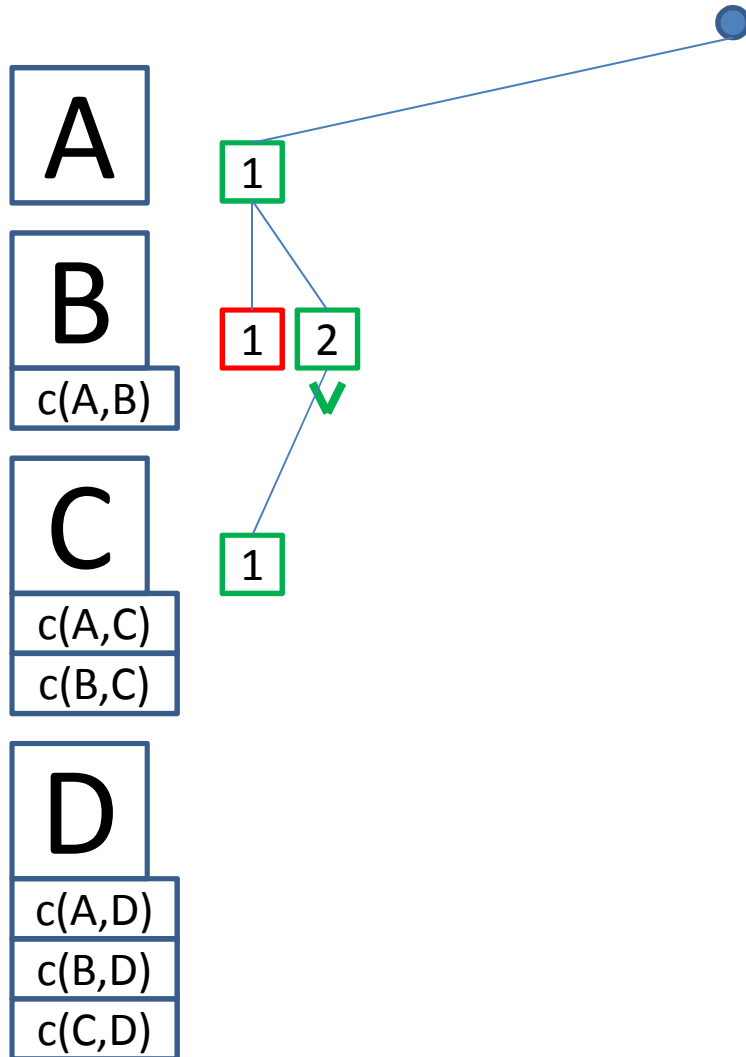 A
1
B
1 2
c(A,B)
C
1
c(A,C)
c(B,C)
D
c(A,D)
c(B,D)
c(C,D)